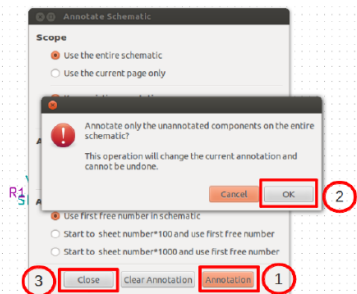 Annotate Schematic
Scope
Use the entire schematic
Use the current page only
Annotate only the unannotated components on the entire
schematic?
This operation will change the current annotation and
cannot be undone.
Cancel
OK
2
R1
Use first free number in schematic
Start to sheet number*100 and use first free number
Start to sheet number*1000 and use first free number
3
Close
Clear Annotation
Annotation
1